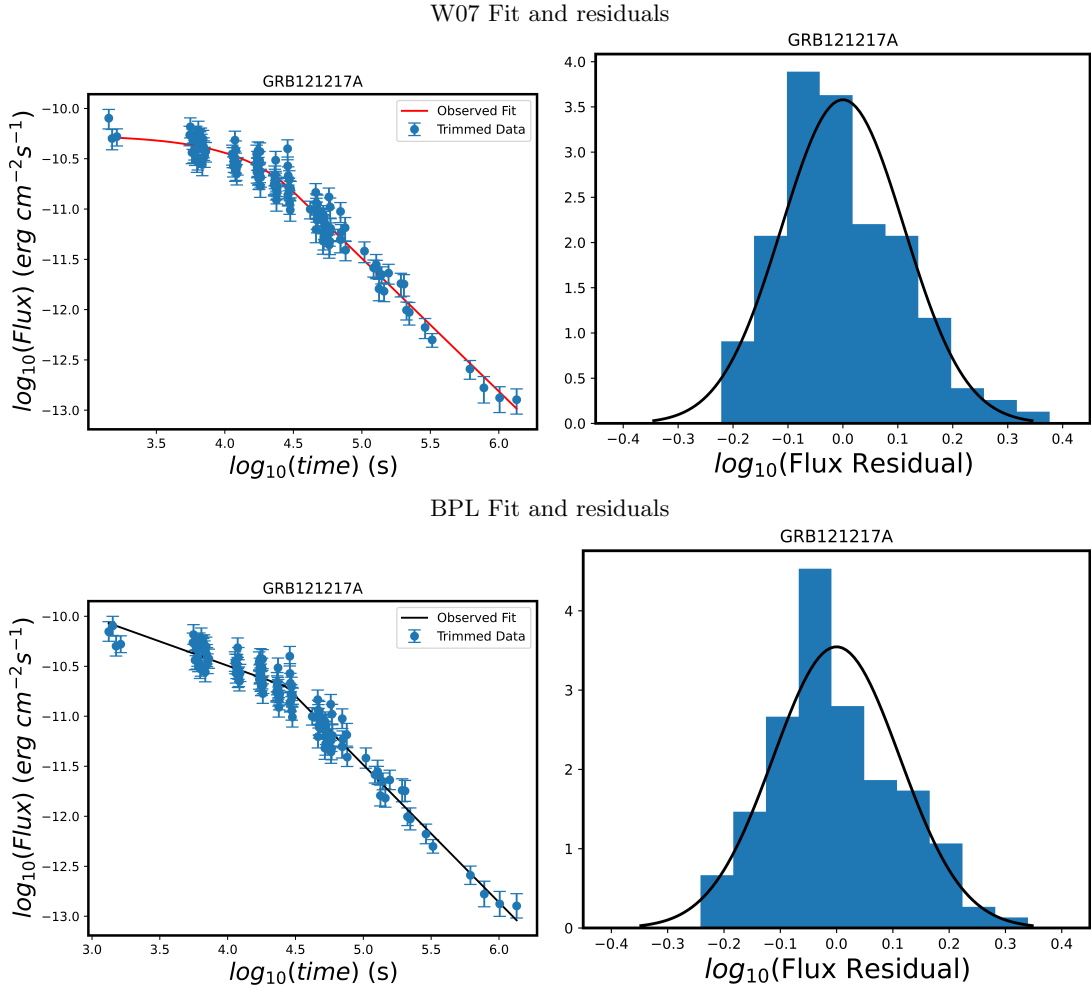 W07 Fit and residuals
GRB121217A
log₁₀(Flux) (erg cm⁻²s⁻¹)
−10.0
−10.5
−11.0
−11.5
−12.0
−12.5
−13.0
Observed Fit
Trimmed Data
3.5 4.0 4.5 5.0 5.5 6.0
log₁₀(time) (s)
GRB121217A
4.0
3.5
3.0
2.5
2.0
1.5
1.0
0.5
0.0
−0.4 −0.3 −0.2 −0.1 0.0 0.1 0.2 0.3 0.4
log₁₀(Flux Residual)
BPL Fit and residuals
GRB121217A
log₁₀(Flux) (erg cm⁻²s⁻¹)
−10.0
−10.5
−11.0
−11.5
−12.0
−12.5
−13.0
Observed Fit
Trimmed Data
3.0 3.5 4.0 4.5 5.0 5.5 6.0
log₁₀(time) (s)
GRB121217A
4
3
2
1
0
−0.4 −0.3 −0.2 −0.1 0.0 0.1 0.2 0.3 0.4
log₁₀(Flux Residual)